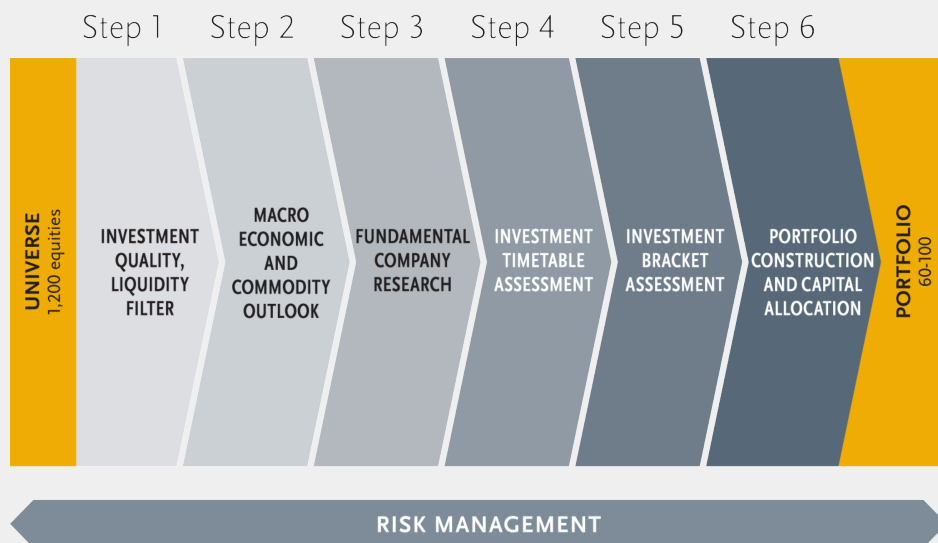 Step 1
Step 2
Step 3
Step 4
Step 5
Step 6
UNIVERSE
1,200 equities
INVESTMENT
QUALITY,
LIQUIDITY
FILTER
MACRO
ECONOMIC
AND
COMMODITY
OUTLOOK
FUNDAMENTAL
COMPANY
RESEARCH
INVESTMENT
TIMETABLE
ASSESSMENT
INVESTMENT
BRACKET
ASSESSMENT
PORTFOLIO
CONSTRUCTION
AND CAPITAL
ALLOCATION
PORTFOLIO
60-100
RISK MANAGEMENT